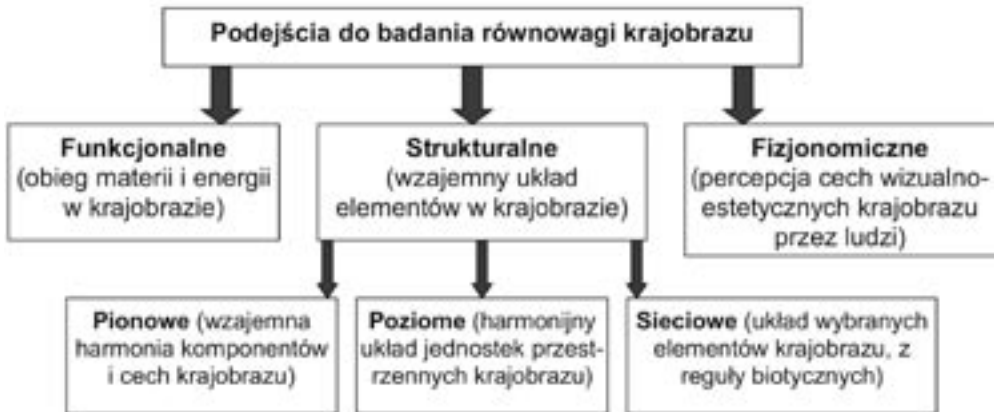 Podejścia do badania równowagi krajobrazu
Funkcjonalne
(obieg materii i energii
w krajobrazie)
Strukturalne
(wzajemny układ
elementów w krajobrazie)
Fizjonomiczne
(percepcja cech wizualno-
estetycznych krajobrazu
przez ludzi)
Pionowe (wzajemna
harmonia komponentów
i cech krajobrazu)
Poziome (harmonijny
układ jednostek przest-
rzennych krajobrazu)
Sieciowe (układ wybranych
elementów krajobrazu, z
reguły biotycznych)